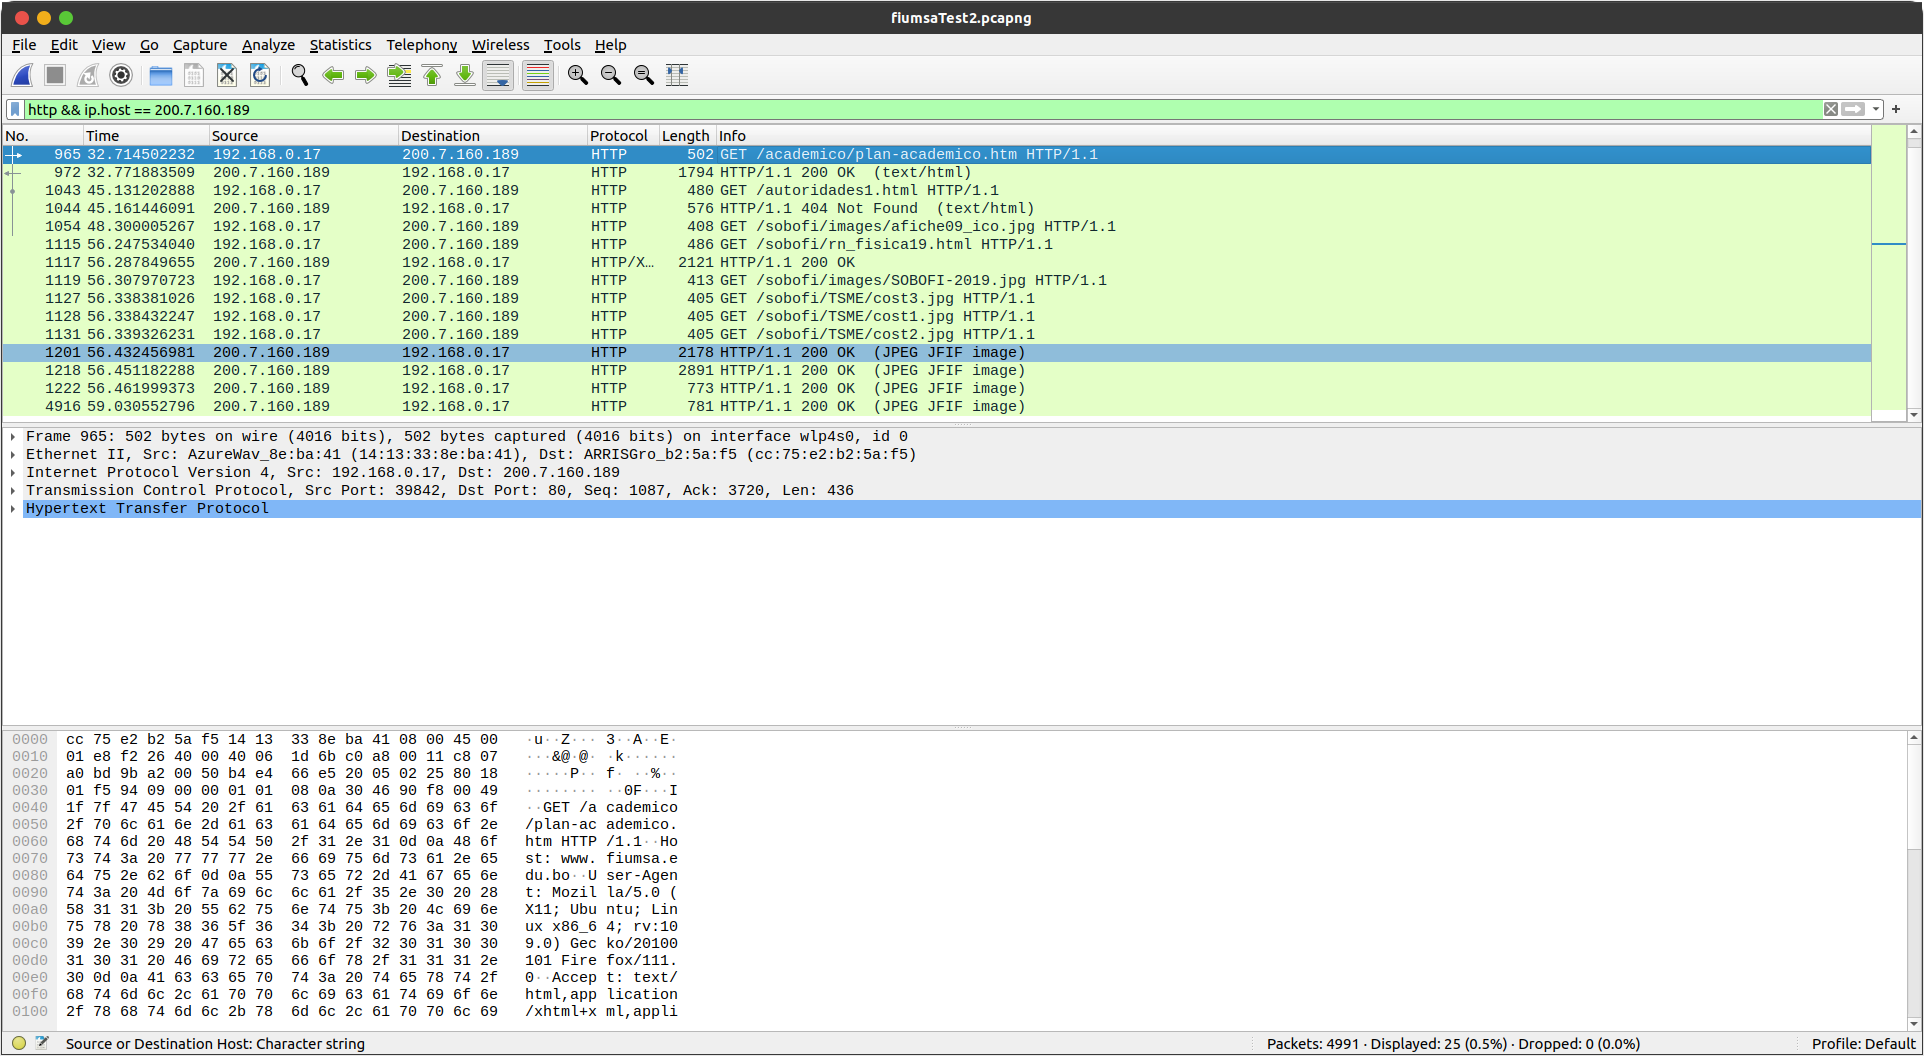 fiumsaTest2.pcapng
File Edit View Go Capture Analyze Statistics Telephony Wireless Tools Help
http && ip.host == 200.7.160.189
No. Time Source Destination Protocol Length Info
965 32.714502232 192.168.0.17 200.7.160.189 HTTP 502 GET /academico/plan-academico.htm HTTP/1.1
972 32.771883509 200.7.160.189 192.168.0.17 HTTP 1794 HTTP/1.1 200 OK (text/html)
1043 45.131202888 192.168.0.17 200.7.160.189 HTTP 480 GET /autoridades1.html HTTP/1.1
1044 45.161446091 200.7.160.189 192.168.0.17 HTTP 576 HTTP/1.1 404 Not Found (text/html)
1054 48.300005267 192.168.0.17 200.7.160.189 HTTP 408 GET /sobofi/images/afiche09_ico.jpg HTTP/1.1
1115 56.247534040 192.168.0.17 200.7.160.189 HTTP 486 GET /sobofi/rn_fisica19.html HTTP/1.1
1117 56.287849655 200.7.160.189 192.168.0.17 HTTP/X… 2121 HTTP/1.1 200 OK
1119 56.307970723 192.168.0.17 200.7.160.189 HTTP 413 GET /sobofi/images/SOBOFI-2019.jpg HTTP/1.1
1127 56.338381026 192.168.0.17 200.7.160.189 HTTP 405 GET /sobofi/TSME/cost3.jpg HTTP/1.1
1128 56.338432247 192.168.0.17 200.7.160.189 HTTP 405 GET /sobofi/TSME/cost1.jpg HTTP/1.1
1131 56.339326231 192.168.0.17 200.7.160.189 HTTP 405 GET /sobofi/TSME/cost2.jpg HTTP/1.1
1201 56.432456981 200.7.160.189 192.168.0.17 HTTP 2178 HTTP/1.1 200 OK (JPEG JFIF image)
1218 56.451182288 200.7.160.189 192.168.0.17 HTTP 2891 HTTP/1.1 200 OK (JPEG JFIF image)
1222 56.461999373 200.7.160.189 192.168.0.17 HTTP 773 HTTP/1.1 200 OK (JPEG JFIF image)
4916 59.030552796 200.7.160.189 192.168.0.17 HTTP 781 HTTP/1.1 200 OK (JPEG JFIF image)
Frame 965: 502 bytes on wire (4016 bits), 502 bytes captured (4016 bits) on interface wlp4s0, id 0
Ethernet II, Src: AzureWav_8e:ba:41 (14:13:33:8e:ba:41), Dst: ARRISGro_b2:5a:f5 (cc:75:e2:b2:5a:f5)
Internet Protocol Version 4, Src: 192.168.0.17, Dst: 200.7.160.189
Transmission Control Protocol, Src Port: 39842, Dst Port: 80, Seq: 1087, Ack: 3720, Len: 436
Hypertext Transfer Protocol
0000 cc 75 e2 b2 5a f5 14 13 33 8e ba 41 08 00 45 00 ·u··Z··· 3··A··E·
0010 01 e8 f2 26 40 00 40 06 1d 6b c0 a8 00 11 c8 07 ···&@·@· ·k······
0020 a0 bd 9b a2 00 50 b4 e4 66 e5 20 05 02 25 80 18 ·····P·· f· ··%··
0030 01 f5 94 09 00 00 01 01 08 0a 30 46 90 f8 00 49 ········ ··0F···I
0040 1f 7f 47 45 54 20 2f 61 63 61 64 65 6d 69 63 6f ··GET /a cademico
0050 2f 70 6c 61 6e 2d 61 63 61 64 65 6d 69 63 6f 2e /plan-ac ademico.
0060 68 74 6d 20 48 54 54 50 2f 31 2e 31 0d 0a 48 6f htm HTTP /1.1··Ho
0070 73 74 3a 20 77 77 77 2e 66 69 75 6d 73 61 2e 65 st: www. fiumsa.e
0080 64 75 2e 62 6f 0d 0a 55 73 65 72 2d 41 67 65 6e du.bo··U ser-Agen
0090 74 3a 20 4d 6f 7a 69 6c 6c 61 2f 35 2e 30 20 28 t: Mozil la/5.0 (
00a0 58 31 31 3b 20 55 62 75 6e 74 75 3b 20 4c 69 6e X11; Ubu ntu; Lin
00b0 75 78 20 78 38 36 5f 36 34 3b 20 72 76 3a 31 30 ux x86_6 4; rv:10
00c0 39 2e 30 29 20 47 65 63 6b 6f 2f 32 30 31 30 30 9.0) Gec ko/20100
00d0 31 30 31 20 46 69 72 65 66 6f 78 2f 31 31 31 2e 101 Fire fox/111.
00e0 30 0d 0a 41 63 63 65 70 74 3a 20 74 65 78 74 2f 0··Accep t: text/
00f0 68 74 6d 6c 2c 61 70 70 6c 69 63 61 74 69 6f 6e html,app lication
0100 2f 78 68 74 6d 6c 2b 78 6d 6c 2c 61 70 70 6c 69 /xhtml+x ml,appli
Source or Destination Host: Character string Packets: 4991 · Displayed: 25 (0.5%) · Dropped: 0 (0.0%) Profile: Default